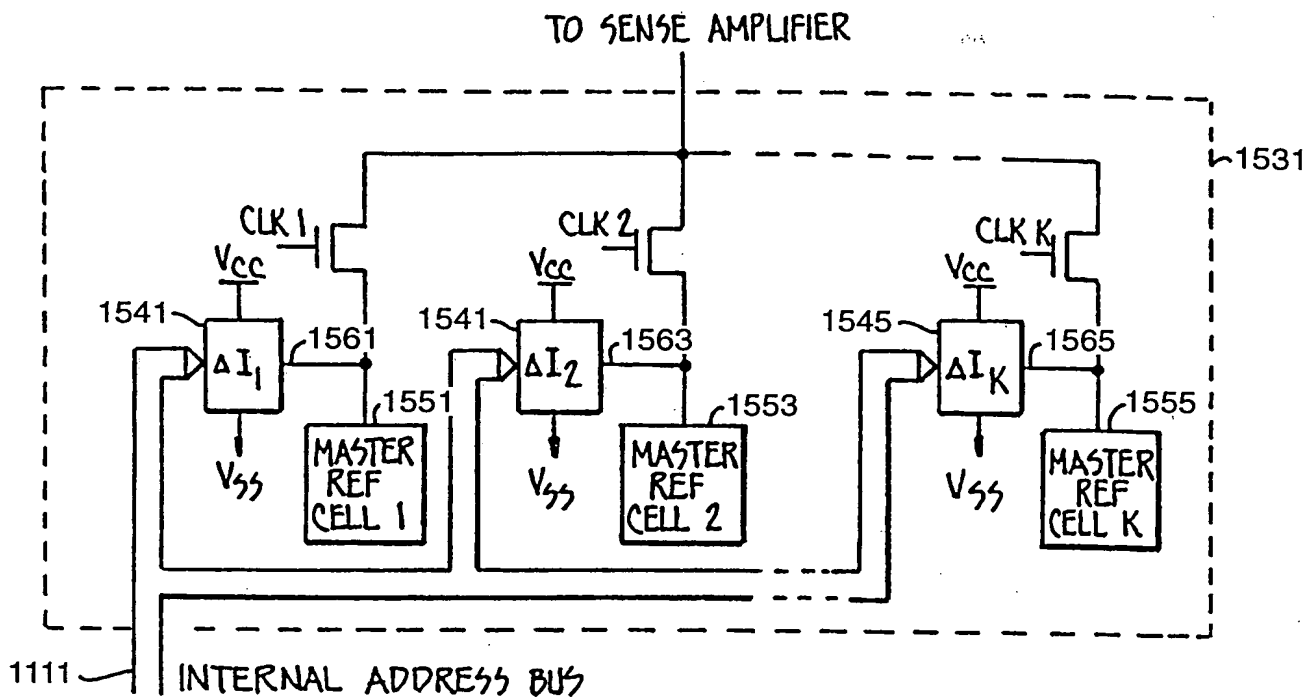 TO SENSE AMPLIFIER
1531
CLK 1
CLK 2
CLK K
VCC
VCC
VCC
1541
1561
1541
1563
1545
1565
ΔI1
ΔI2
ΔIK
1551
1553
1555
VSS
VSS
VSS
MASTER
REF
CELL 1
MASTER
REF
CELL 2
MASTER
REF
CELL K
1111
INTERNAL ADDRESS BUS